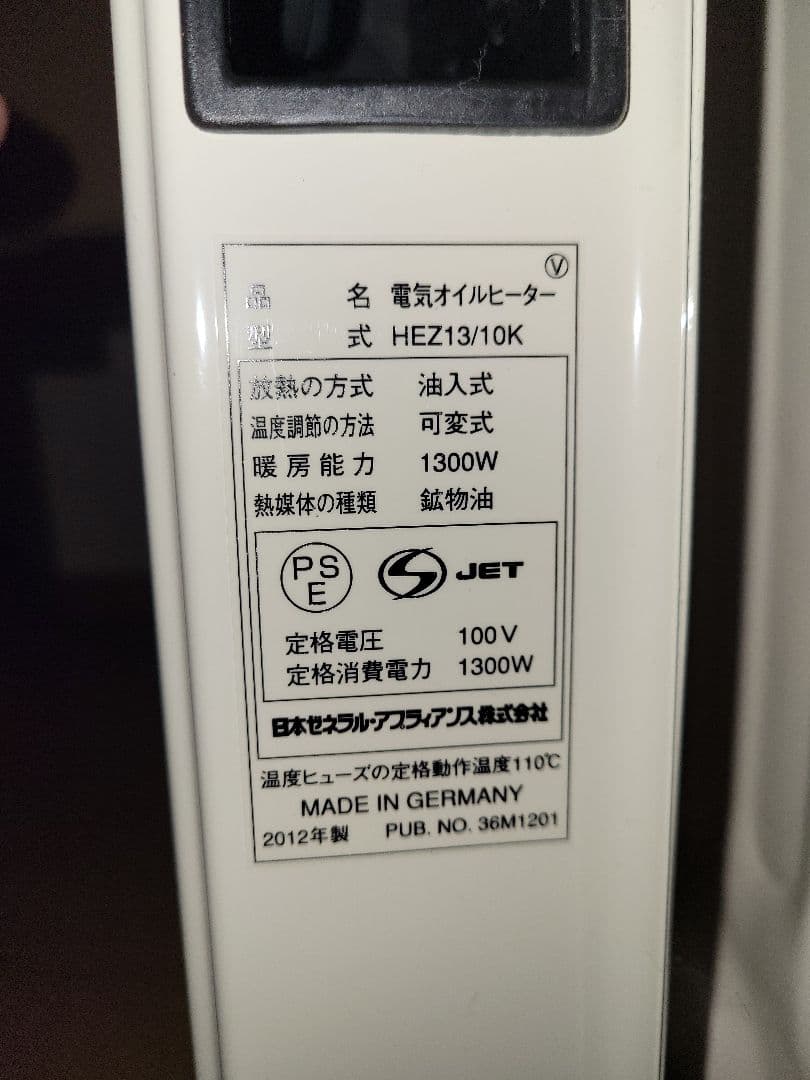 Ⓥ
品名 電気オイルヒーター
型式 HEZ13/10K
放熱の方式 油入式
温度調節の方法 可変式
暖房能力 1300W
熱媒体の種類 鉱物油
PS
E
S JET
定格電圧 100V
定格消費電力 1300W
日本ゼネラル・アプライアンス株式会社
温度ヒューズの定格動作温度110℃
MADE IN GERMANY
2012年製 PUB. NO. 36M1201